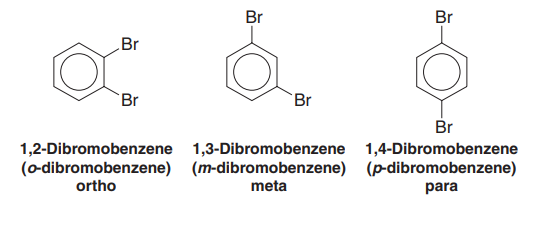 Br
Br
Br
Br
Br
Br
1,2-Dibromobenzene 1,3-Dibromobenzene 1,4-Dibromobenzene
(o-dibromobenzene) (m-dibromobenzene) (p-dibromobenzene)
ortho meta para